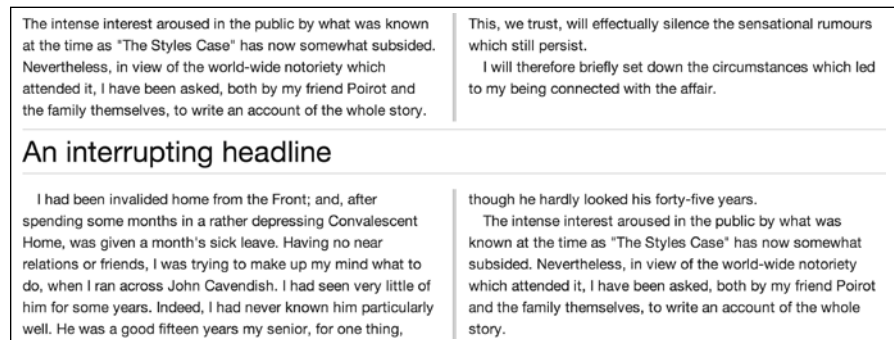 The intense interest aroused in the public by what was known
at the time as "The Styles Case" has now somewhat subsided.
Nevertheless, in view of the world-wide notoriety which
attended it, I have been asked, both by my friend Poirot and
the family themselves, to write an account of the whole story.
This, we trust, will effectually silence the sensational rumours
which still persist.
I will therefore briefly set down the circumstances which led
to my being connected with the affair.
An interrupting headline
I had been invalided home from the Front; and, after
spending some months in a rather depressing Convalescent
Home, was given a month's sick leave. Having no near
relations or friends, I was trying to make up my mind what to
do, when I ran across John Cavendish. I had seen very little of
him for some years. Indeed, I had never known him particularly
well. He was a good fifteen years my senior, for one thing,
though he hardly looked his forty-five years.
The intense interest aroused in the public by what was
known at the time as "The Styles Case" has now somewhat
subsided. Nevertheless, in view of the world-wide notoriety
which attended it, I have been asked, both by my friend Poirot
and the family themselves, to write an account of the whole
story.